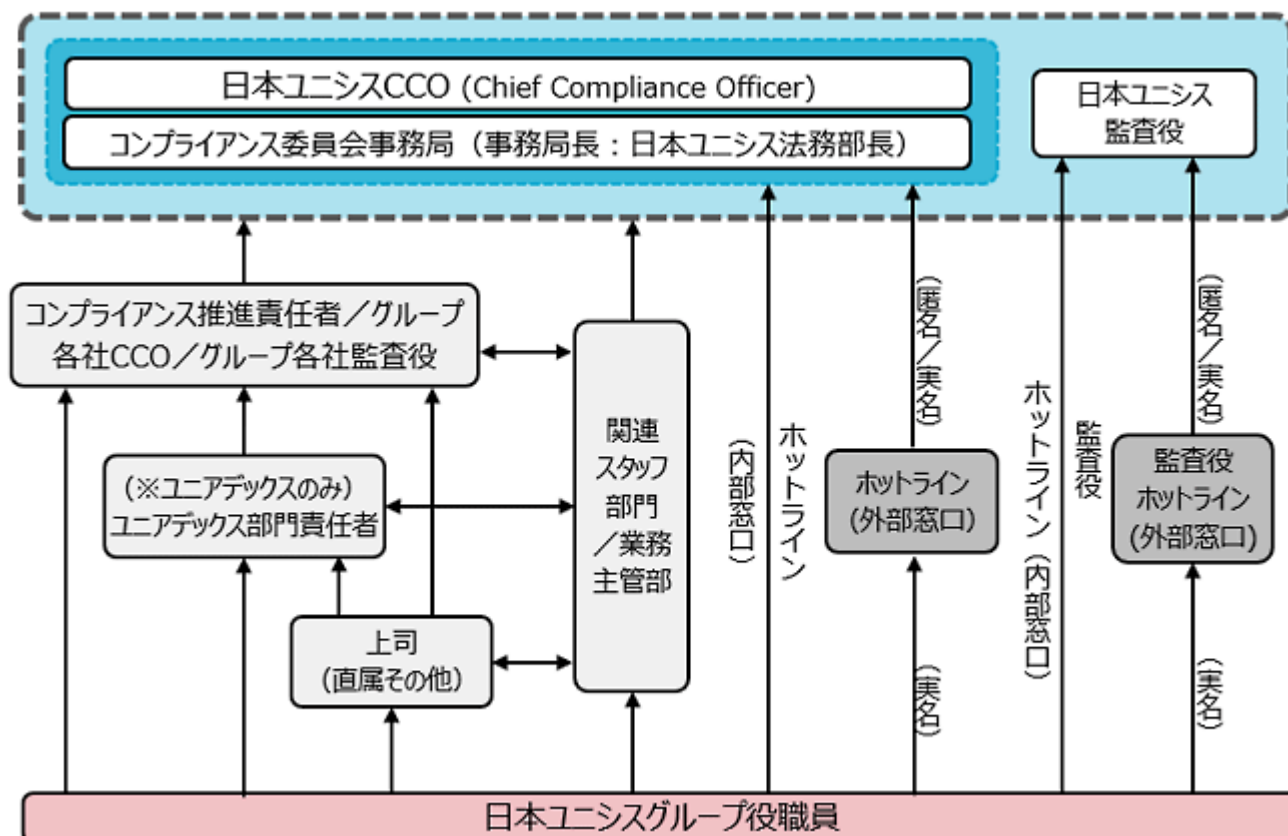 日本ユニシスCCO (Chief Compliance Officer)
コンプライアンス委員会事務局（事務局長：日本ユニシス法務部長）
日本ユニシス
監査役
コンプライアンス推進責任者／グループ
各社CCO／グループ各社監査役
（※ユニアデックスのみ）
ユニアデックス部門責任者
上司
（直属その他）
関連
スタッフ
部門
／業務
主管部
ホットライン
（内部窓口）
（匿名／実名）
ホットライン
(外部窓口)
（実名）
監査役
ホットライン（内部窓口）
（匿名／実名）
監査役
ホットライン
(外部窓口)
（実名）
日本ユニシスグループ役職員